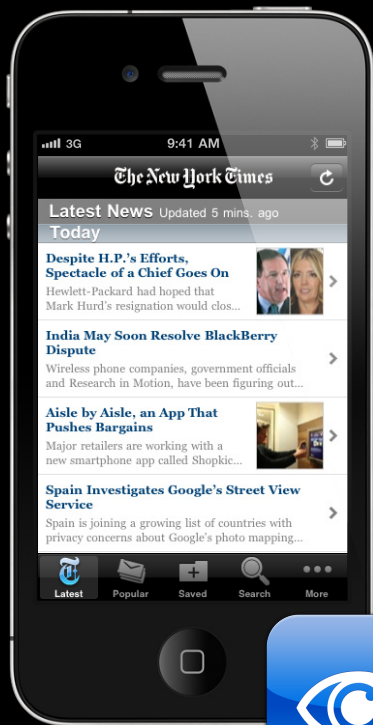 3G 9:41 AM
The New York Times
Latest News Updated 5 mins. ago
Today
Despite H.P.'s Efforts,
Spectacle of a Chief Goes On
Hewlett-Packard had hoped that
Mark Hurd's resignation would clos...
India May Soon Resolve BlackBerry
Dispute
Wireless phone companies, government officials
and Research in Motion, have been figuring out...
Aisle by Aisle, an App That
Pushes Bargains
Major retailers are working with a
new smartphone app called Shopkic...
Spain Investigates Google's Street View
Service
Spain is joining a growing list of countries with
privacy concerns about Google's photo mapping...
T
Latest Popular Saved Search More